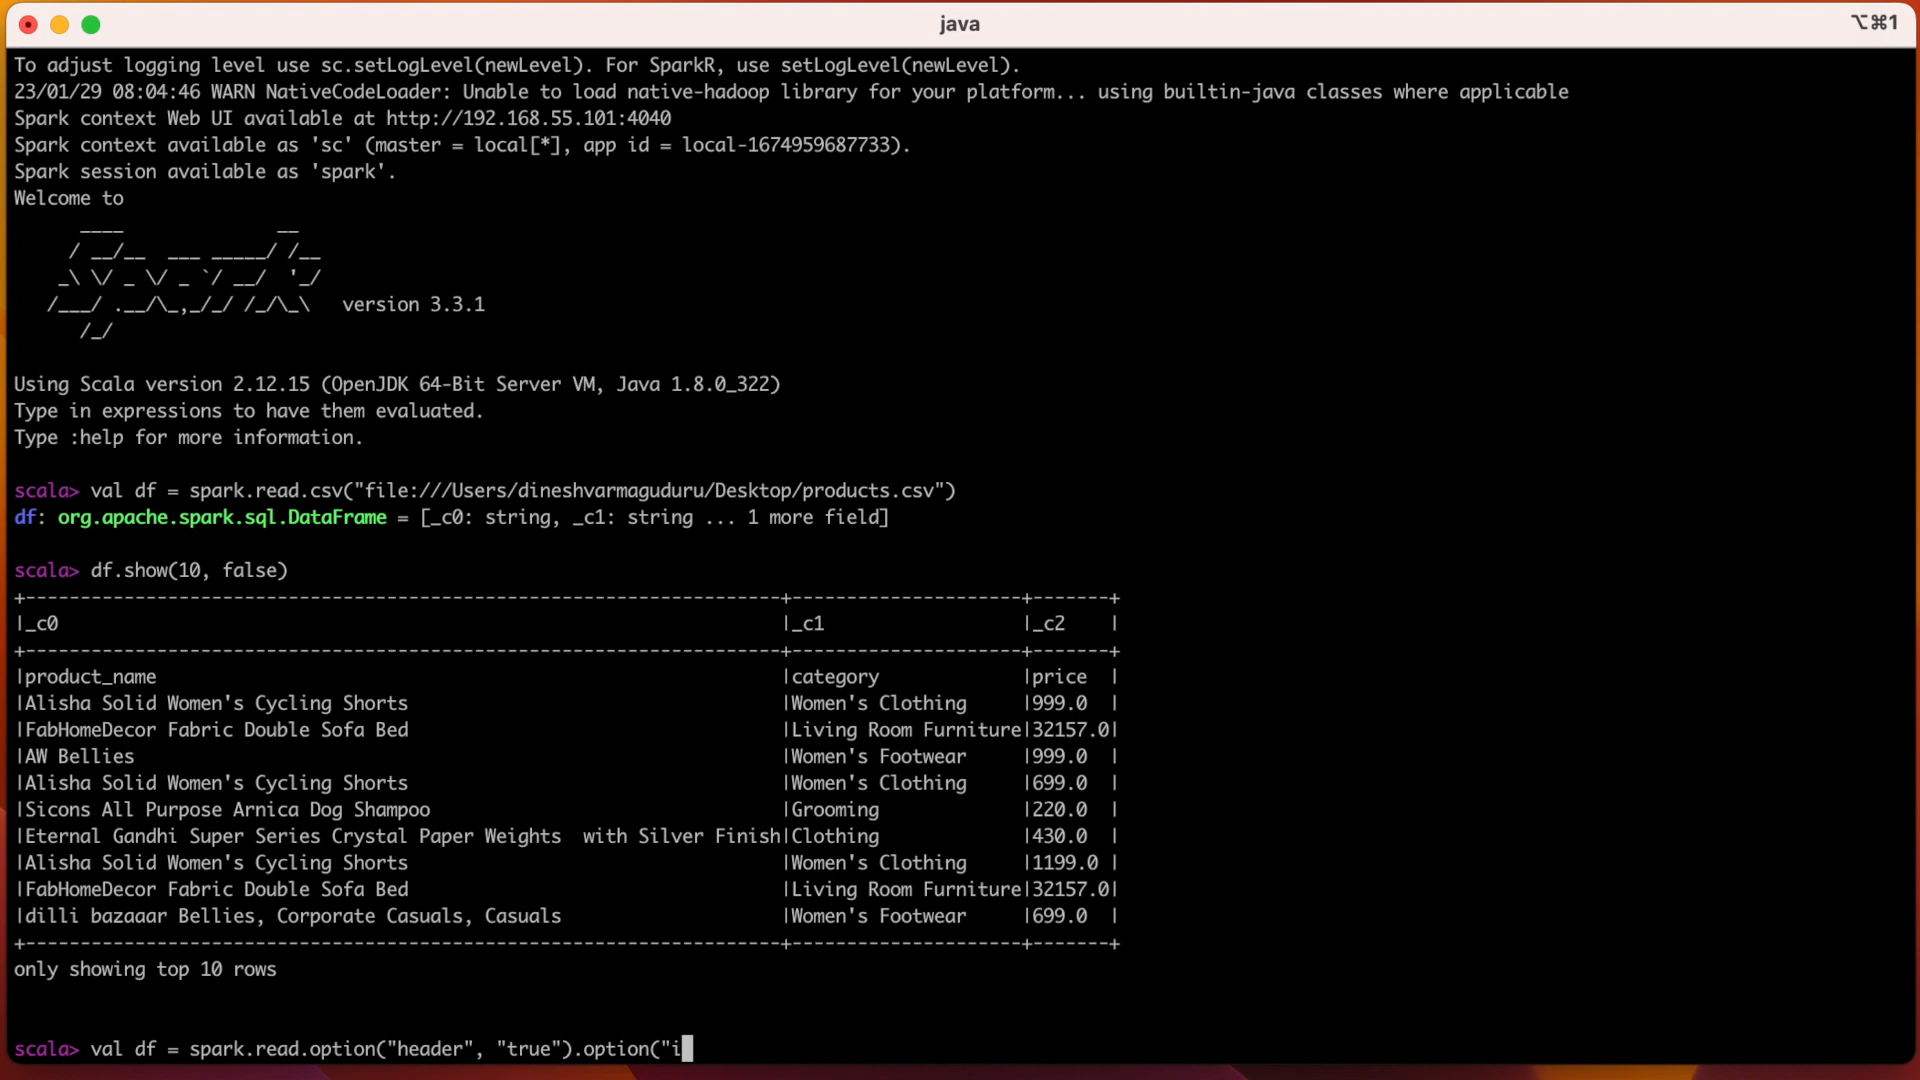 java
⌥⌘1
To adjust logging level use sc.setLogLevel(newLevel). For SparkR, use setLogLevel(newLevel).
23/01/29 08:04:46 WARN NativeCodeLoader: Unable to load native-hadoop library for your platform... using builtin-java classes where applicable
Spark context Web UI available at http://192.168.55.101:4040
Spark context available as 'sc' (master = local[*], app id = local-1674959687733).
Spark session available as 'spark'.
Welcome to
      ____              __
     / __/__  ___ _____/ /__
    _\ \/ _ \/ _ `/ __/  '_/
   /___/ .__/\_,_/_/ /_/\_\   version 3.3.1
      /_/
Using Scala version 2.12.15 (OpenJDK 64-Bit Server VM, Java 1.8.0_322)
Type in expressions to have them evaluated.
Type :help for more information.
scala> val df = spark.read.csv("file:///Users/dineshvarmaguduru/Desktop/products.csv")
df: org.apache.spark.sql.DataFrame = [_c0: string, _c1: string ... 1 more field]
scala> df.show(10, false)
+---------------------------------------------------------------------+---------------------+-------+
|_c0                                                                  |_c1                  |_c2    |
+---------------------------------------------------------------------+---------------------+-------+
|product_name                                                         |category             |price  |
|Alisha Solid Women's Cycling Shorts                                  |Women's Clothing     |999.0  |
|FabHomeDecor Fabric Double Sofa Bed                                  |Living Room Furniture|32157.0|
|AW Bellies                                                           |Women's Footwear     |999.0  |
|Alisha Solid Women's Cycling Shorts                                  |Women's Clothing     |699.0  |
|Sicons All Purpose Arnica Dog Shampoo                                |Grooming             |220.0  |
|Eternal Gandhi Super Series Crystal Paper Weights  with Silver Finish|Clothing             |430.0  |
|Alisha Solid Women's Cycling Shorts                                  |Women's Clothing     |1199.0 |
|FabHomeDecor Fabric Double Sofa Bed                                  |Living Room Furniture|32157.0|
|dilli bazaaar Bellies, Corporate Casuals, Casuals                    |Women's Footwear     |699.0  |
+---------------------------------------------------------------------+---------------------+-------+
only showing top 10 rows
scala> val df = spark.read.option("header", "true").option("i